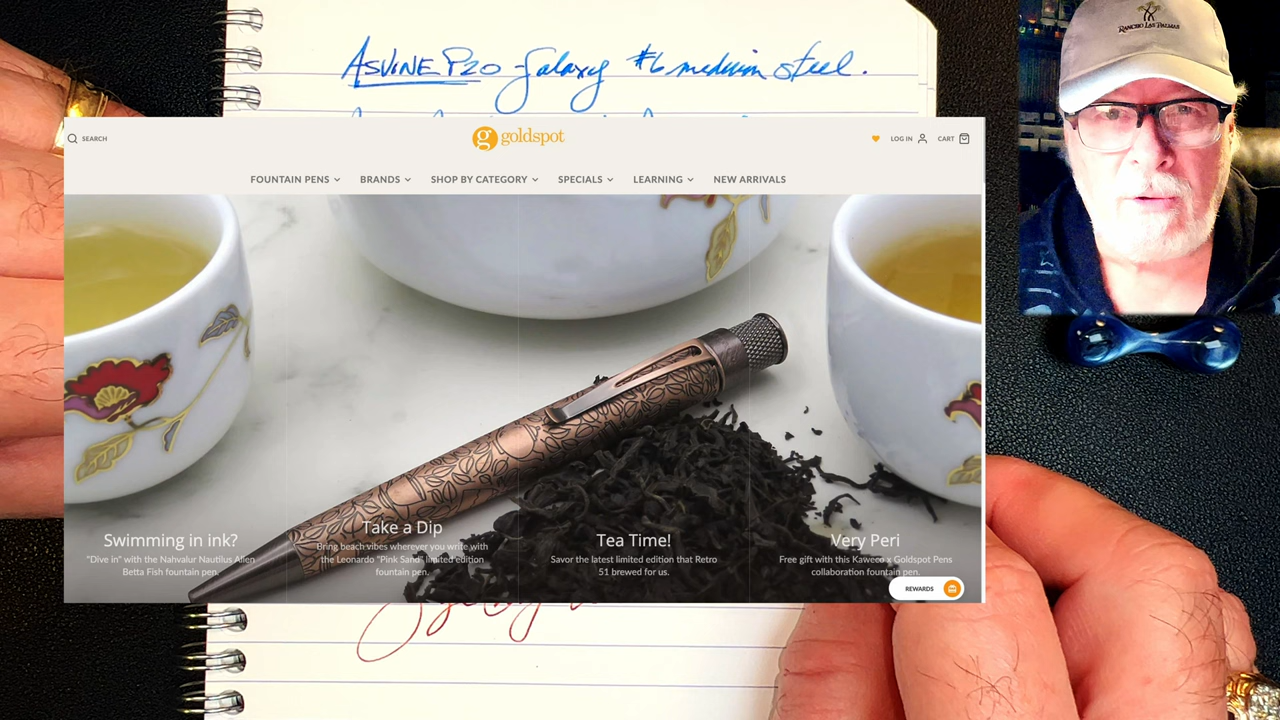 ASVINE P20 - Galaxy #6 medium steel.
RANCHO LAS PALMAS
SEARCH
goldspot
LOG IN
CART
FOUNTAIN PENS
BRANDS
SHOP BY CATEGORY
SPECIALS
LEARNING
NEW ARRIVALS
Swimming in ink?
"Dive in" with the Nahvalur Nautilus Allen
Betta Fish fountain pen.
Take a Dip
Bring beach vibes wherever you write with
the Leonardo "Pink Sand" limited edition
fountain pen.
Tea Time!
Savor the latest limited edition that Retro
51 brewed for us.
Very Peri
Free gift with this Kaweco x Goldspot Pens
collaboration fountain pen.
REWARDS